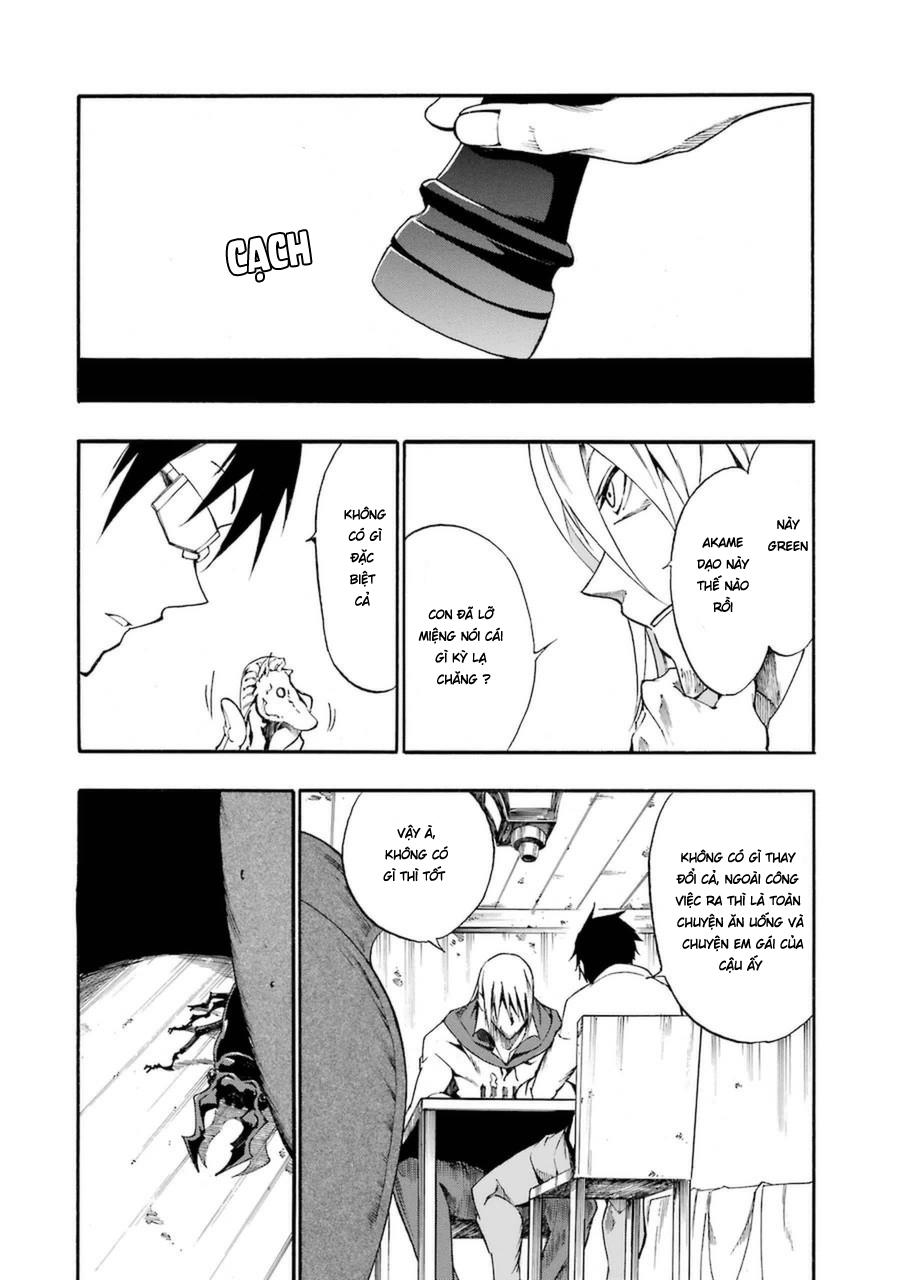 CẠCH
NÀY
GREEN
AKAME
DẠO NÀY
THẾ NÀO
RỒI
CON ĐÃ LỠ
MIỆNG NÓI CÁI
GÌ KỲ LẠ
CHĂNG ?
KHÔNG
CÓ GÌ
ĐẶC
BIỆT
CẢ
KHÔNG CÓ GÌ THAY
ĐỔI CẢ, NGOÀI CÔNG
VIỆC RA THÌ LÀ TOÀN
CHUYỆN ĂN UỐNG VÀ
CHUYỆN EM GÁI CỦA
CẬU ẤY
VẬY À,
KHÔNG CÓ
GÌ THÌ TỐT